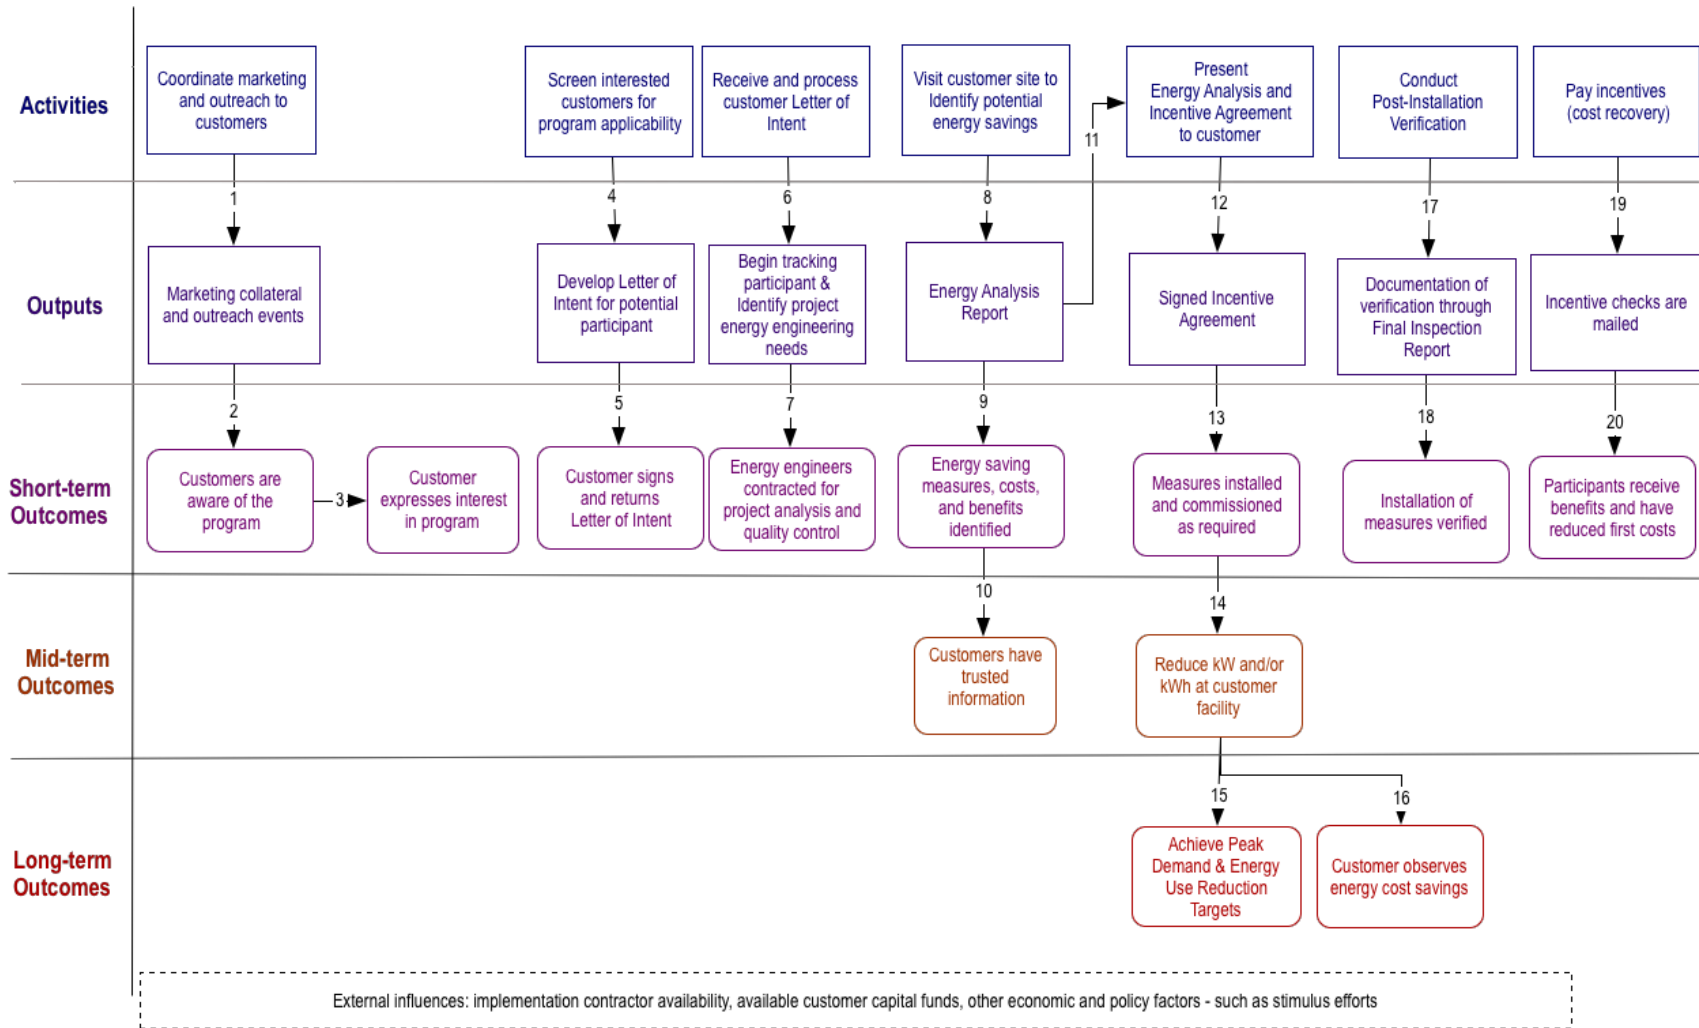 Activities
Coordinate marketing
and outreach to
customers
Screen interested
customers for
program applicability
Receive and process
customer Letter of
Intent
Visit customer site to
Identify potential
energy savings
Present
Energy Analysis and
Incentive Agreement
to customer
Conduct
Post-Installation
Verification
Pay incentives
(cost recovery)
11
1
4
6
8
12
17
19
Outputs
Marketing collateral
and outreach events
Develop Letter of
Intent for potential
participant
Begin tracking
participant &
Identify project
energy engineering
needs
Energy Analysis
Report
Signed Incentive
Agreement
Documentation of
verification through
Final Inspection
Report
Incentive checks are
mailed
2
5
7
9
13
18
20
Short-term
Outcomes
Customers are
aware of the
program
3
Customer
expresses interest
in program
Customer signs
and returns
Letter of Intent
Energy engineers
contracted for
project analysis and
quality control
Energy saving
measures, costs,
and benefits
identified
Measures installed
and commissioned
as required
Installation of
measures verified
Participants receive
benefits and have
reduced first costs
10
14
Mid-term
Outcomes
Customers have
trusted
information
Reduce kW and/or
kWh at customer
facility
15
16
Long-term
Outcomes
Achieve Peak
Demand & Energy
Use Reduction
Targets
Customer observes
energy cost savings
External influences: implementation contractor availability, available customer capital funds, other economic and policy factors - such as stimulus efforts